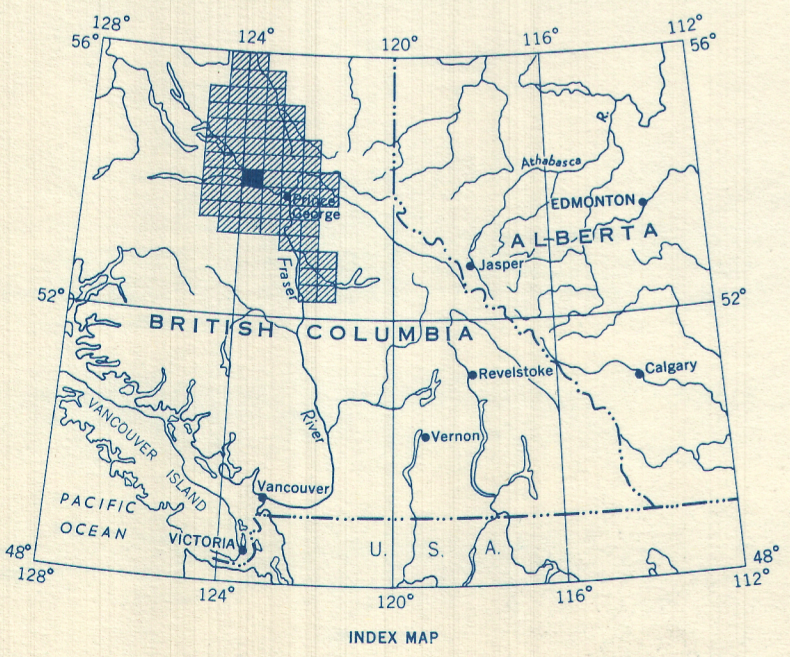 128° 124° 120° 116° 112°
56° 56°
R.
Athabasca
Prince
George
EDMONTON
ALBERTA
Jasper
Fraser
52° 52°
BRITISH COLUMBIA
Revelstoke
Calgary
VANCOUVER ISLAND
River
Vernon
Vancouver
PACIFIC
OCEAN
VICTORIA
U. S. A.
48° 48°
128° 124° 120° 116° 112°
INDEX MAP